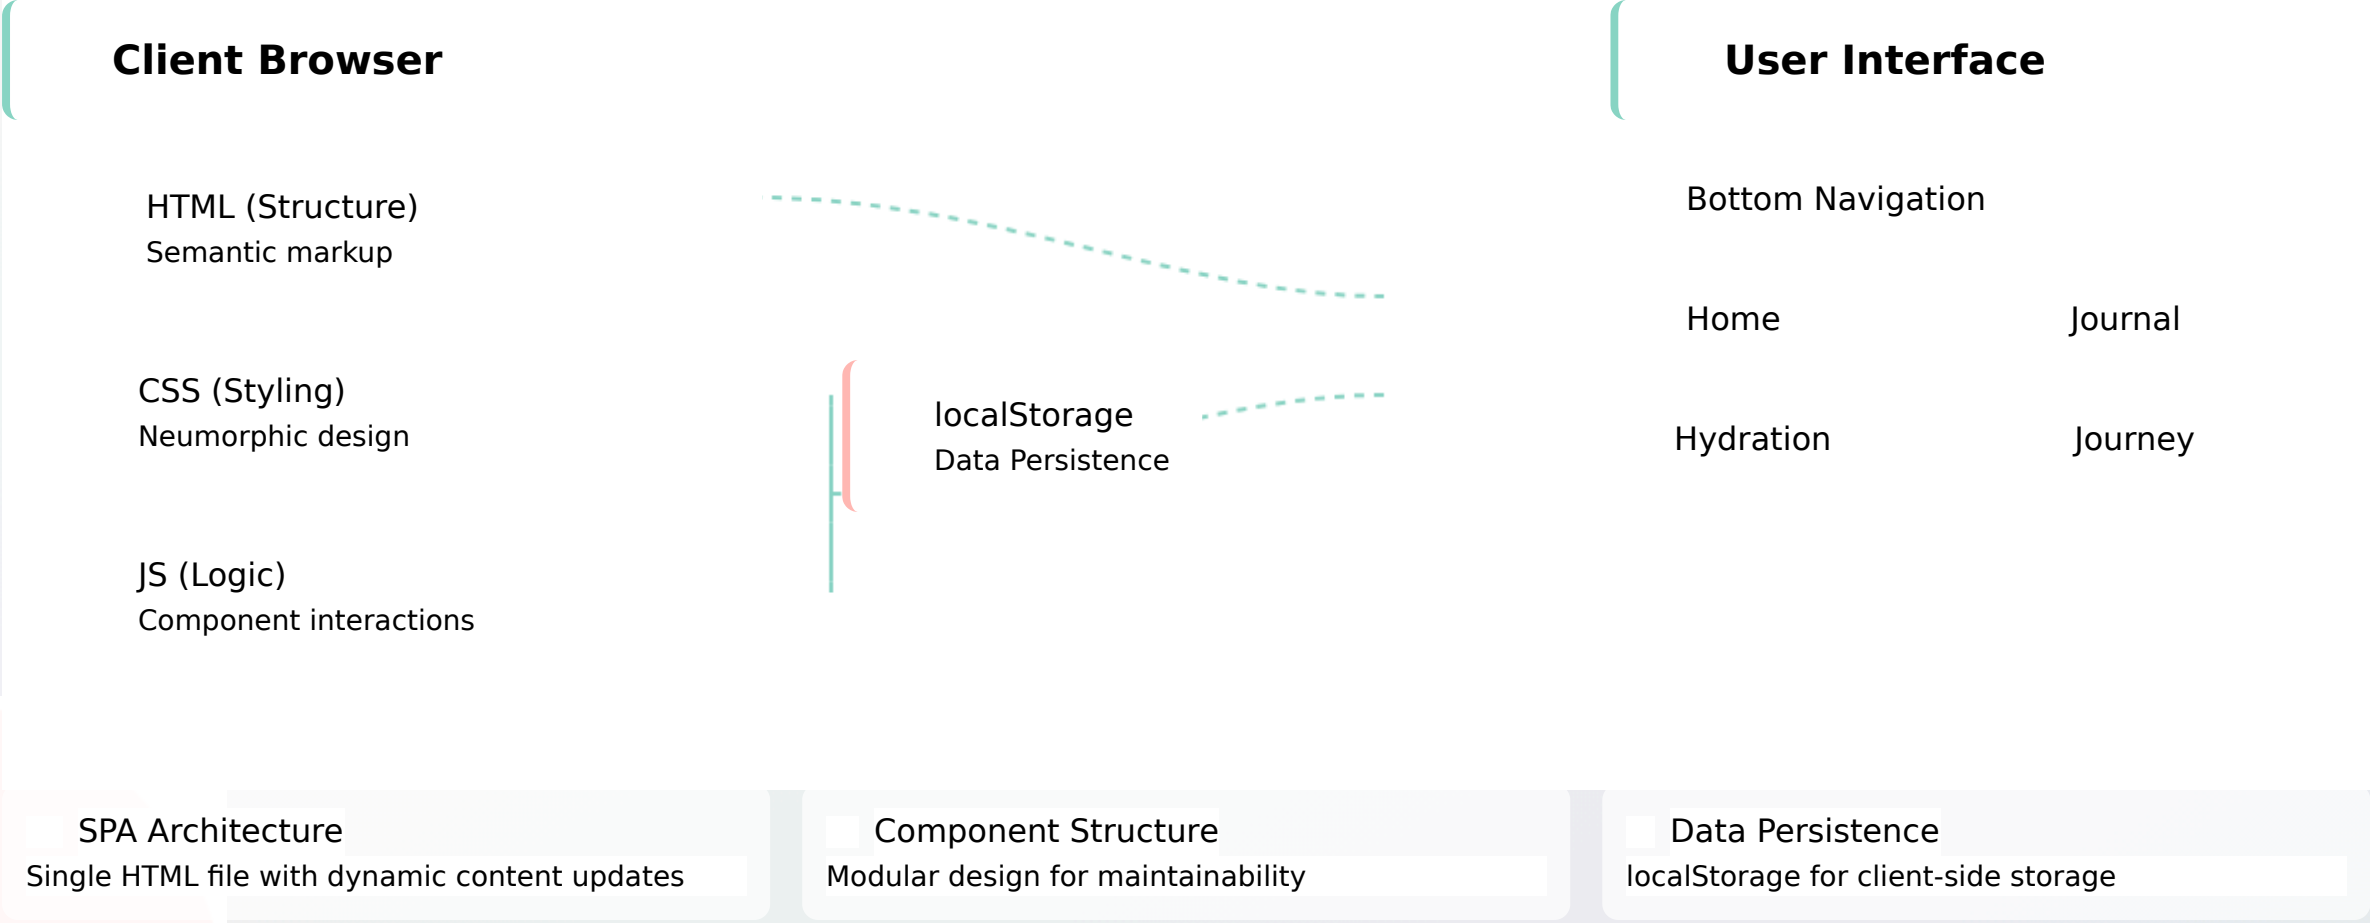 Client Browser
User Interface
HTML (Structure)
Semantic markup
CSS (Styling)
Neumorphic design
JS (Logic)
Component interactions
localStorage
Data Persistence
Bottom Navigation
Home
Journal
Hydration
Journey
SPA Architecture
Single HTML file with dynamic content updates
Component Structure
Modular design for maintainability
Data Persistence
localStorage for client-side storage